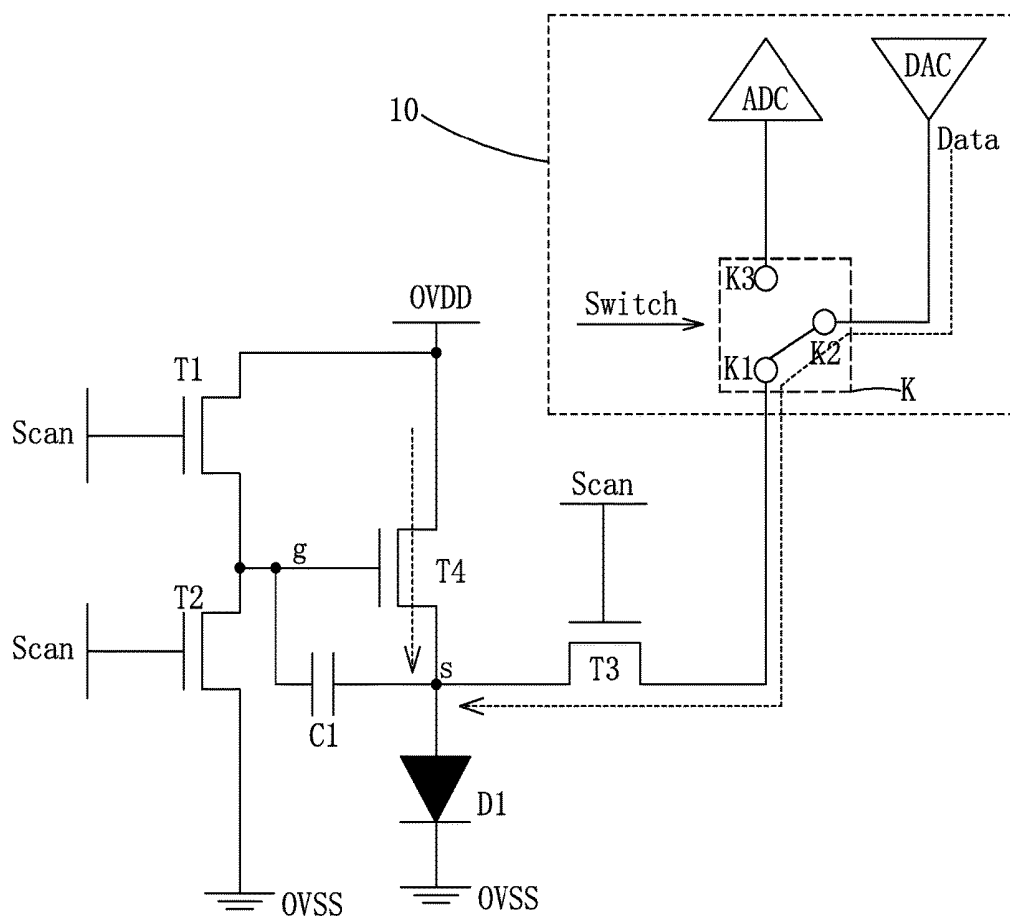 DAC
ADC
10
Data
K3
OVDD
Switch
K2
T1
K1
K
Scan
Scan
g
T4
T2
Scan
s
T3
C1
D1
OVSS
OVSS